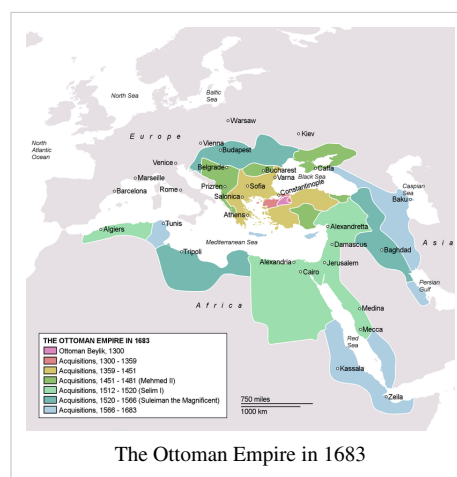 North Sea
Baltic
Sea
Warsaw
Kiev
North
Atlantic
Ocean
Europe
Vienna
Budapest
Venice
Belgrade
Bucharest
Caffa
Varna
Black Sea
Marseille
Prizren
Sofia
Constantinople
Barcelona
Rome
Salonica
Caspian
Sea
Baku
Athens
Algiers
Tunis
Alexandretta
Asia
Mediterranean Sea
Damascus
Baghdad
Tripoli
Alexandria
Jerusalem
Cairo
Persian
Gulf
Africa
Medina
Mecca
Red
Sea
Kassala
Zeila
THE OTTOMAN EMPIRE IN 1683
Ottoman Beylik, 1300
Acquisitions, 1300 - 1359
Acquisitions, 1359 - 1451
Acquisitions, 1451 - 1481 (Mehmed II)
Acquisitions, 1512 - 1520 (Selim I)
Acquisitions, 1520 - 1566 (Suleiman the Magnificent)
Acquisitions, 1566 - 1683
750 miles
1000 km
The Ottoman Empire in 1683